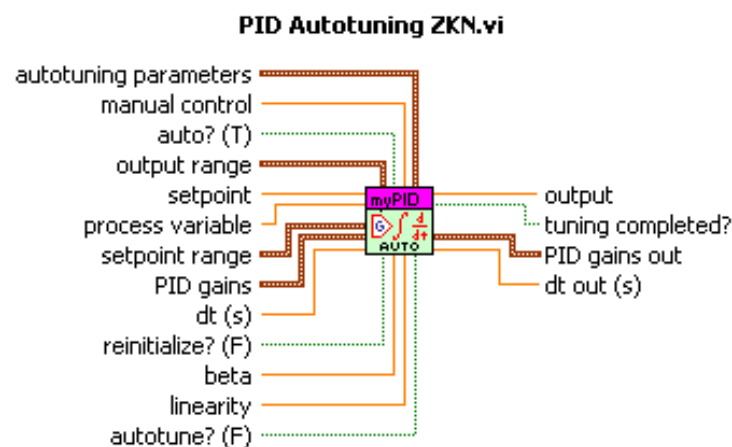 PID Autotuning ZKN.vi
autotuning parameters
manual control
auto? (T)
output range
setpoint
process variable
setpoint range
PID gains
dt (s)
reinitialize? (F)
beta
linearity
autotune? (F)
myPID
G ∫ d/dt
AUTO
output
tuning completed?
PID gains out
dt out (s)